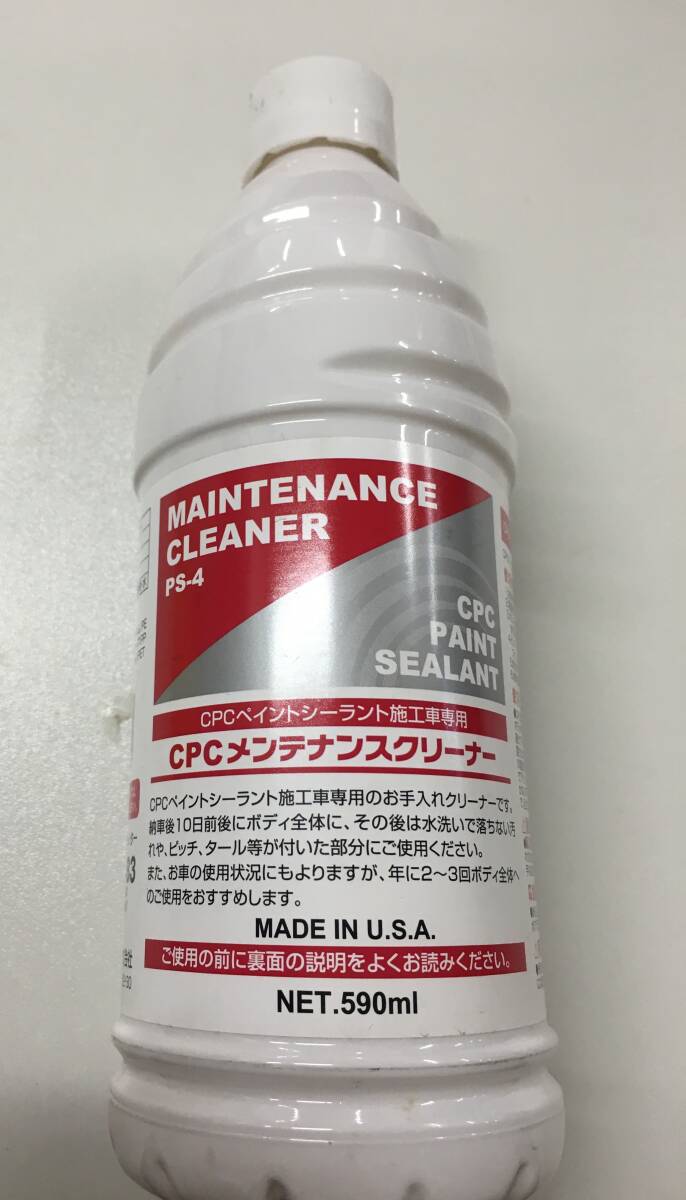 MAINTENANCE
CLEANER
PS-4
CPC
PAINT
SEALANT
CPCペイントシーラント施工車専用
CPCメンテナンスクリーナー
CPCペイントシーラント施工車専用のお手入れクリーナーです。
納車後10日前後にボディ全体に、その後は水洗いで落ちない汚
れや、ピッチ、タール等が付いた部分にご使用ください。
また、お車の使用状況にもよりますが、年に2〜3回ボディ全体へ
のご使用をおすすめします。
MADE IN U.S.A.
ご使用の前に裏面の説明をよくお読みください。
NET.590ml